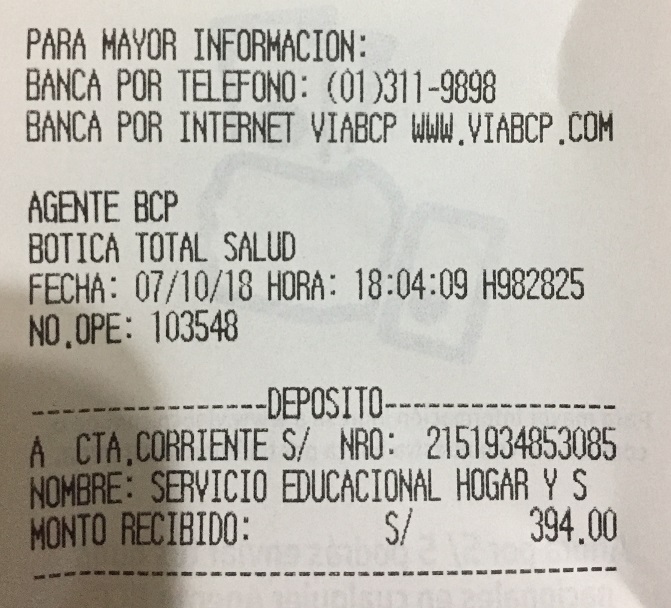 PARA MAYOR INFORMACION:
BANCA POR TELEFONO: (01)311-9898
BANCA POR INTERNET VIABCP WWW.VIABCP.COM
AGENTE BCP
BOTICA TOTAL SALUD
FECHA: 07/10/18 HORA: 18:04:09 H982825
NO.OPE: 103548
---------------DEPOSITO---------------
A CTA.CORRIENTE S/ NRO: 2151934853085
NOMBRE: SERVICIO EDUCACIONAL HOGAR Y S
MONTO RECIBIDO: S/ 394.00
--------------------------------------